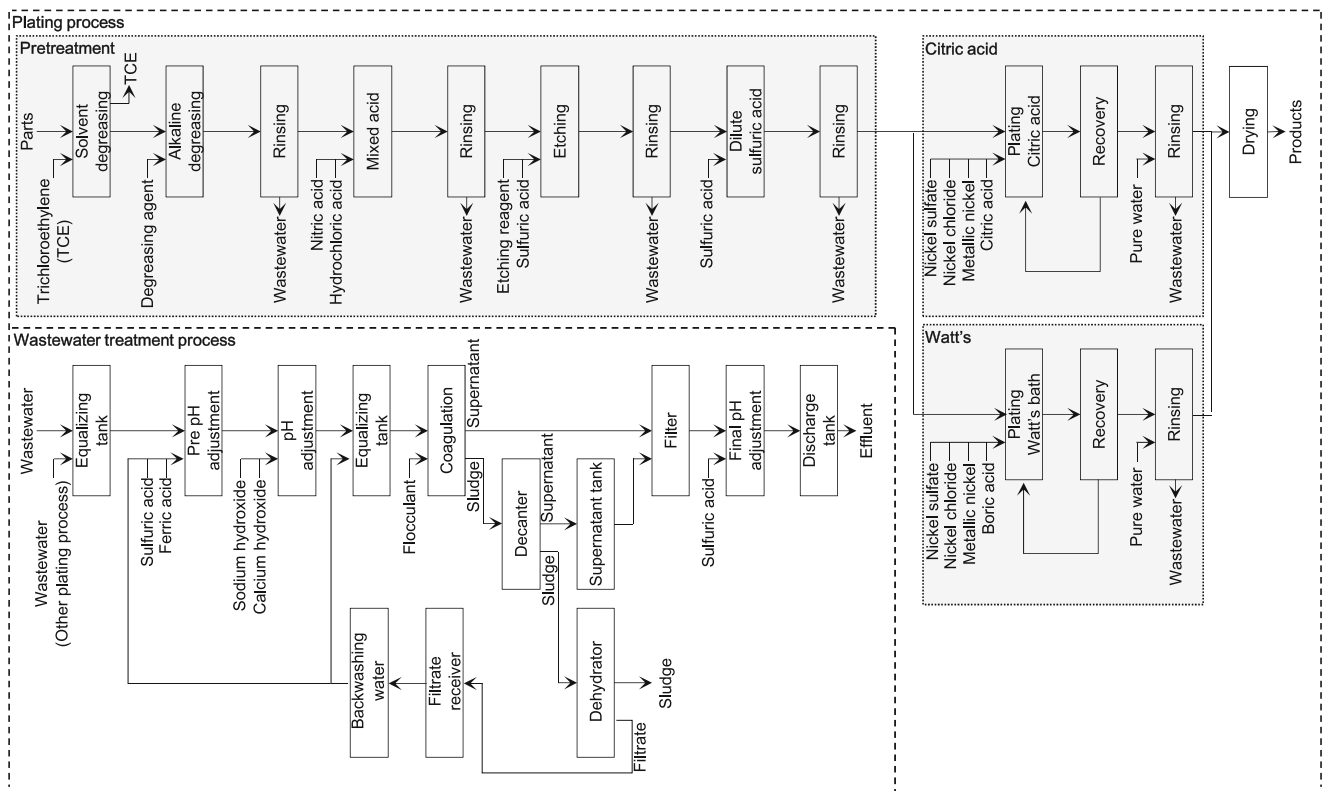 Plating process
Pretreatment
Parts
Trichloroethylene
(TCE)
Solvent
degreasing
TCE
Degreasing agent
Alkaline
degreasing
Rinsing
Wastewater
Nitric acid
Hydrochloric acid
Mixed acid
Rinsing
Wastewater
Etching reagent
Sulfuric acid
Etching
Rinsing
Wastewater
Sulfuric acid
Dilute
sulfuric acid
Rinsing
Wastewater
Citric acid
Nickel sulfate
Nickel chloride
Metallic nickel
Citric acid
Plating
Citric acid
Recovery
Pure water
Rinsing
Wastewater
Drying
Products
Watt's
Nickel sulfate
Nickel chloride
Metallic nickel
Boric acid
Plating
Watt's bath
Recovery
Pure water
Rinsing
Wastewater
Wastewater treatment process
Wastewater
Wastewater
(Other plating process)
Equalizing
tank
Sulfuric acid
Ferric acid
Pre pH
adjustment
Sodium hydroxide
Calcium hydroxide
pH
adjustment
Equalizing
tank
Flocculant
Coagulation
Supernatant
Sludge
Decanter
Supernatant
Sludge
Supernatant tank
Filter
Sulfuric acid
Final pH
adjustment
Discharge
tank
Effluent
Backwashing
water
Filtrate
receiver
Dehydrator
Sludge
Filtrate